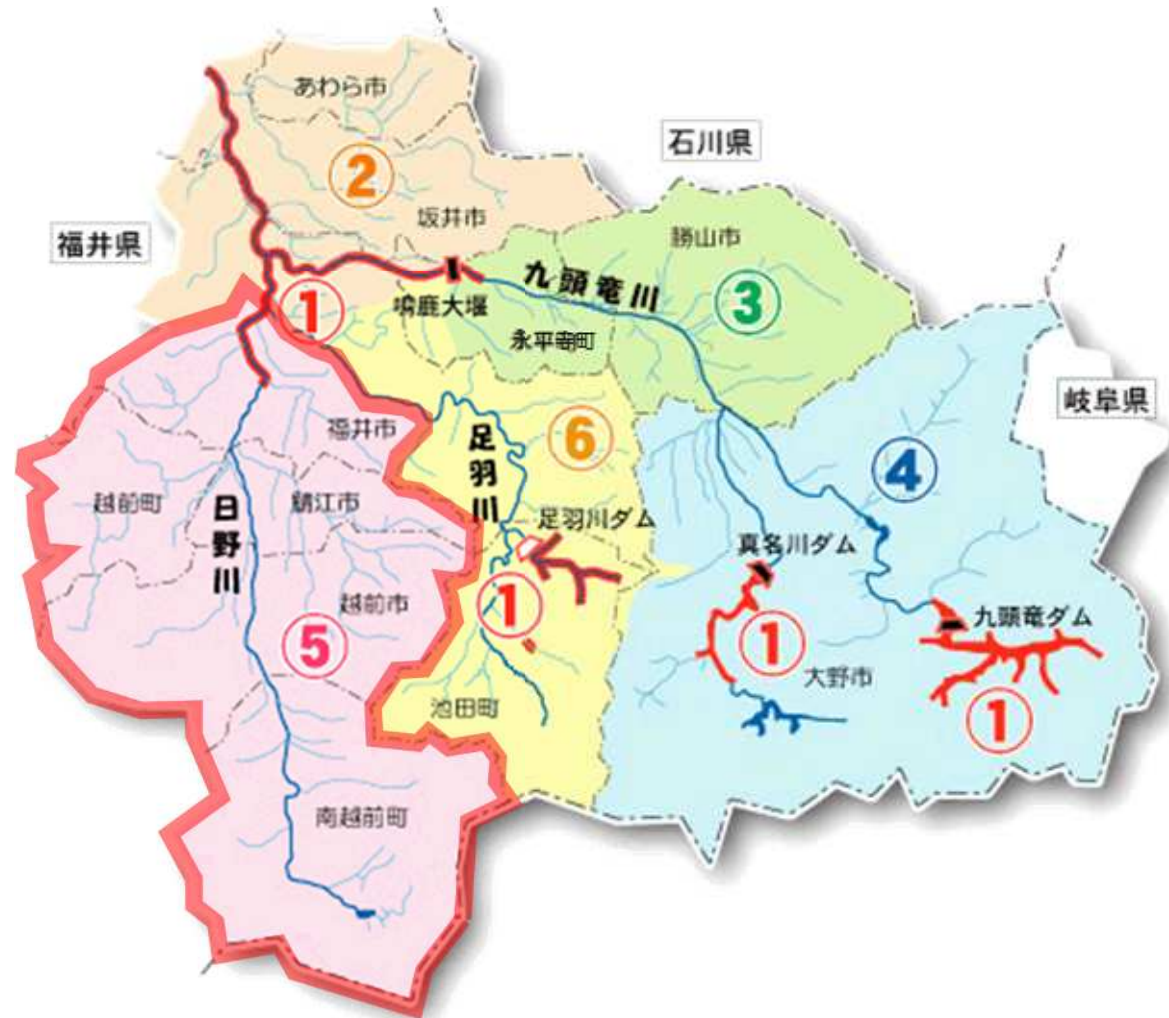 あわら市
石川県
②
坂井市
勝山市
福井県
九頭竜川
③
①
鳴鹿大堰
永平寺町
岐阜県
福井市
足羽川
⑥
④
越前町
日野川
鯖江市
足羽川ダム
真名川ダム
越前市
①
九頭竜ダム
⑤
①
大野市
池田町
①
南越前町